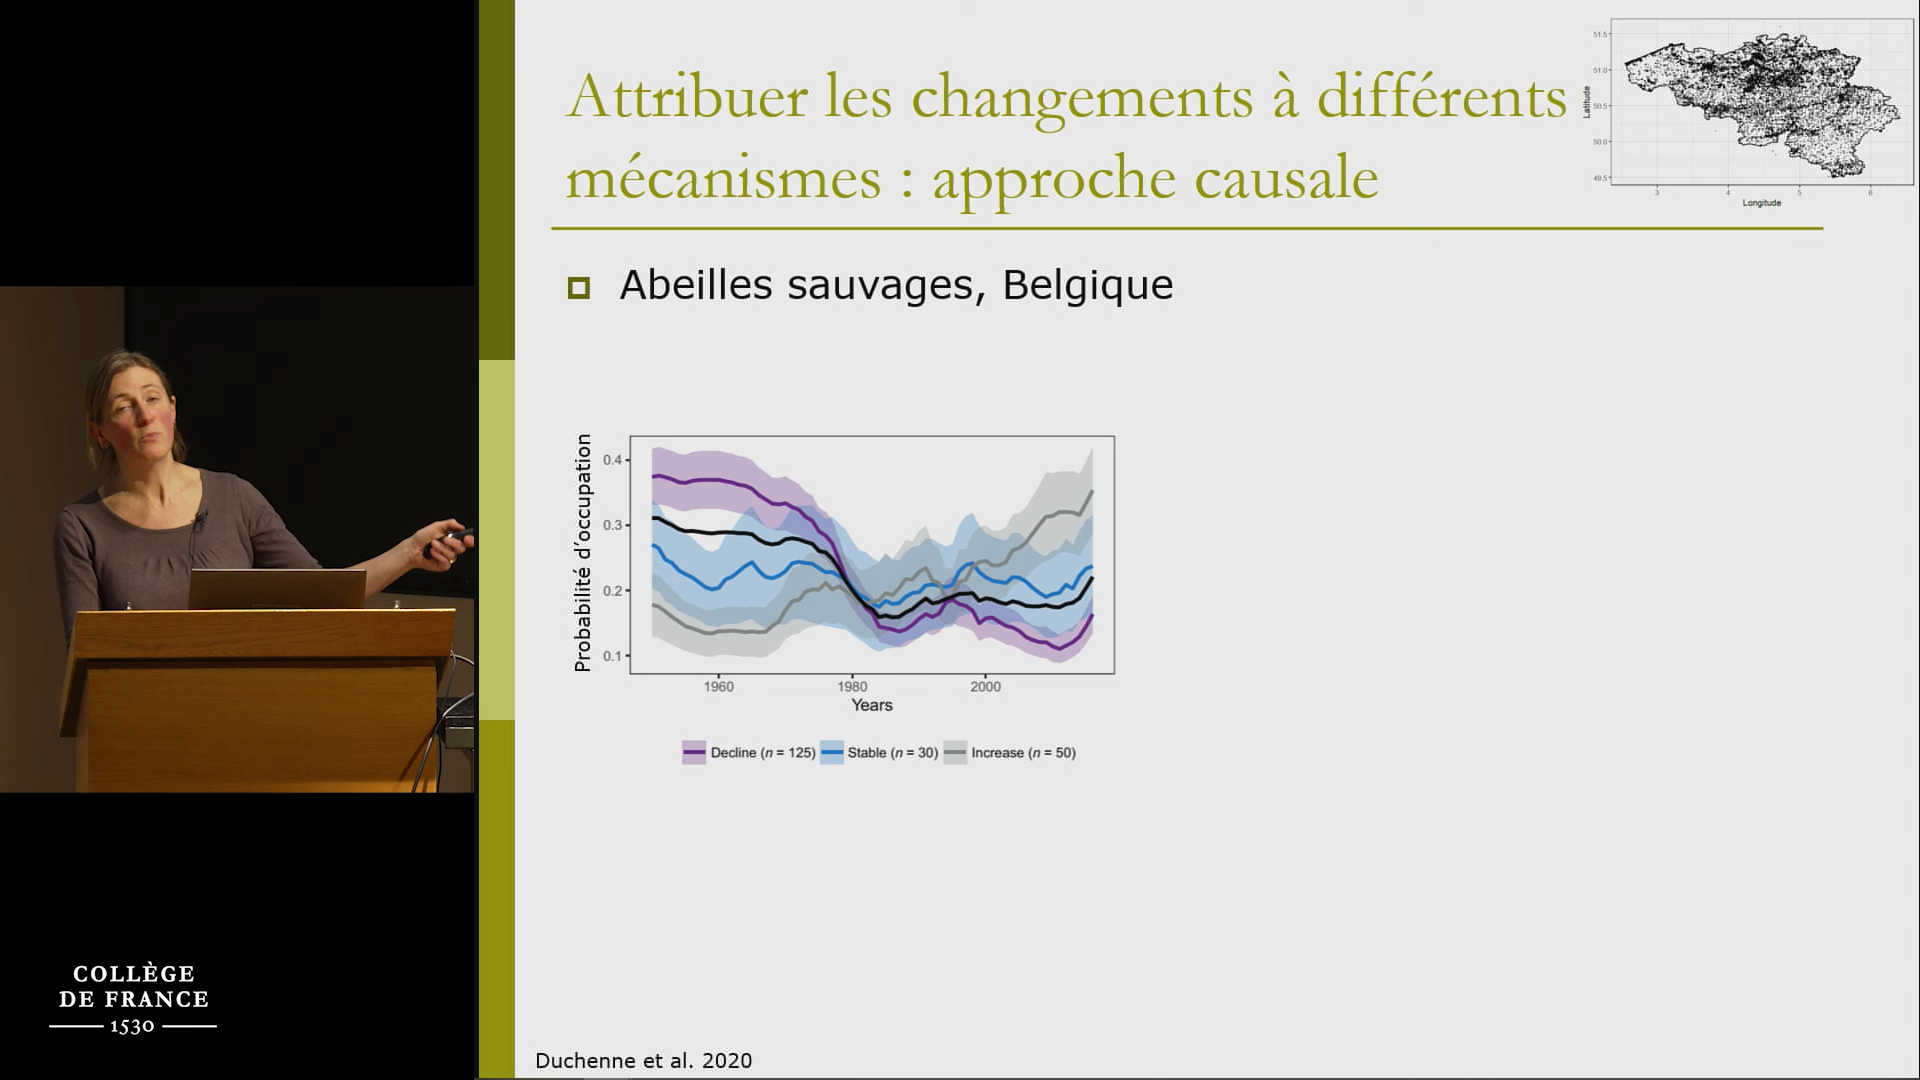 Attribuer les changements à différents
mécanismes : approche causale
51.5
51.0
50.5
50.0
49.5
Latitude
3 4 5 6
Longitude
Abeilles sauvages, Belgique
Probabilité d’occupation
0.4
0.3
0.2
0.1
1960 1980 2000
Years
Decline (n = 125) Stable (n = 30) Increase (n = 50)
COLLÈGE
DE FRANCE
1530
Duchenne et al. 2020